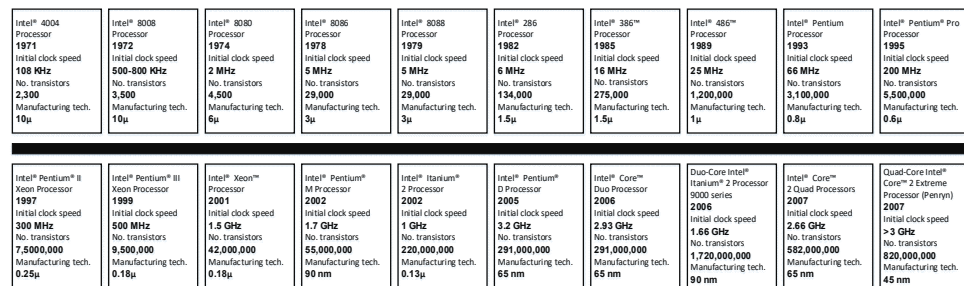 Intel® 4004
Processor
1971
Initial clock speed
108 KHz
No. transistors
2,300
Manufacturing tech.
10µ
Intel® 8008
Processor
1972
Initial clock speed
500-800 KHz
No. transistors
3,500
Manufacturing tech.
10µ
Intel® 8080
Processor
1974
Initial clock speed
2 MHz
No. transistors
4,500
Manufacturing tech.
6µ
Intel® 8086
Processor
1978
Initial clock speed
5 MHz
No. transistors
29,000
Manufacturing tech.
3µ
Intel® 8088
Processor
1979
Initial clock speed
5 MHz
No. transistors
29,000
Manufacturing tech.
3µ
Intel® 286
Processor
1982
Initial clock speed
6 MHz
No. transistors
134,000
Manufacturing tech.
1.5µ
Intel® 386™
Processor
1985
Initial clock speed
16 MHz
No. transistors
275,000
Manufacturing tech.
1.5µ
Intel® 486™
Processor
1989
Initial clock speed
25 MHz
No. transistors
1,200,000
Manufacturing tech.
1µ
Intel® Pentium
Processor
1993
Initial clock speed
66 MHz
No. transistors
3,100,000
Manufacturing tech.
0.8µ
Intel® Pentium® Pro
Processor
1995
Initial clock speed
200 MHz
No. transistors
5,500,000
Manufacturing tech.
0.6µ
Intel® Pentium® II
Xeon Processor
1997
Initial clock speed
300 MHz
No. transistors
7,5000,000
Manufacturing tech.
0.25µ
Intel® Pentium® III
Xeon Processor
1999
Initial clock speed
500 MHz
No. transistors
9,500,000
Manufacturing tech.
0.18µ
Intel® Xeon™
Processor
2001
Initial clock speed
1.5 GHz
No. transistors
42,000,000
Manufacturing tech.
0.18µ
Intel® Pentium®
M Processor
2002
Initial clock speed
1.7 GHz
No. transistors
55,000,000
Manufacturing tech.
90 nm
Intel® Itanium®
2 Processor
2002
Initial clock speed
1 GHz
No. transistors
220,000,000
Manufacturing tech.
0.13µ
Intel® Pentium®
D Processor
2005
Initial clock speed
3.2 GHz
No. transistors
291,000,000
Manufacturing tech.
65 nm
Intel® Core™
Duo Processor
2006
Initial clock speed
2.93 GHz
No. transistors
291,000,000
Manufacturing tech.
65 nm
Duo-Core Intel®
Itanium® 2 Processor
9000 series
2006
Initial clock speed
1.66 GHz
No. transistors
1,720,000,000
Manufacturing tech.
90 nm
Intel® Core™
2 Quad Processors
2007
Initial clock speed
2.66 GHz
No. transistors
582,000,000
Manufacturing tech.
65 nm
Quad-Core Intel®
Core™ 2 Extreme
Processor (Penryn)
2007
Initial clock speed
>3 GHz
No. transistors
820,000,000
Manufacturing tech.
45 nm